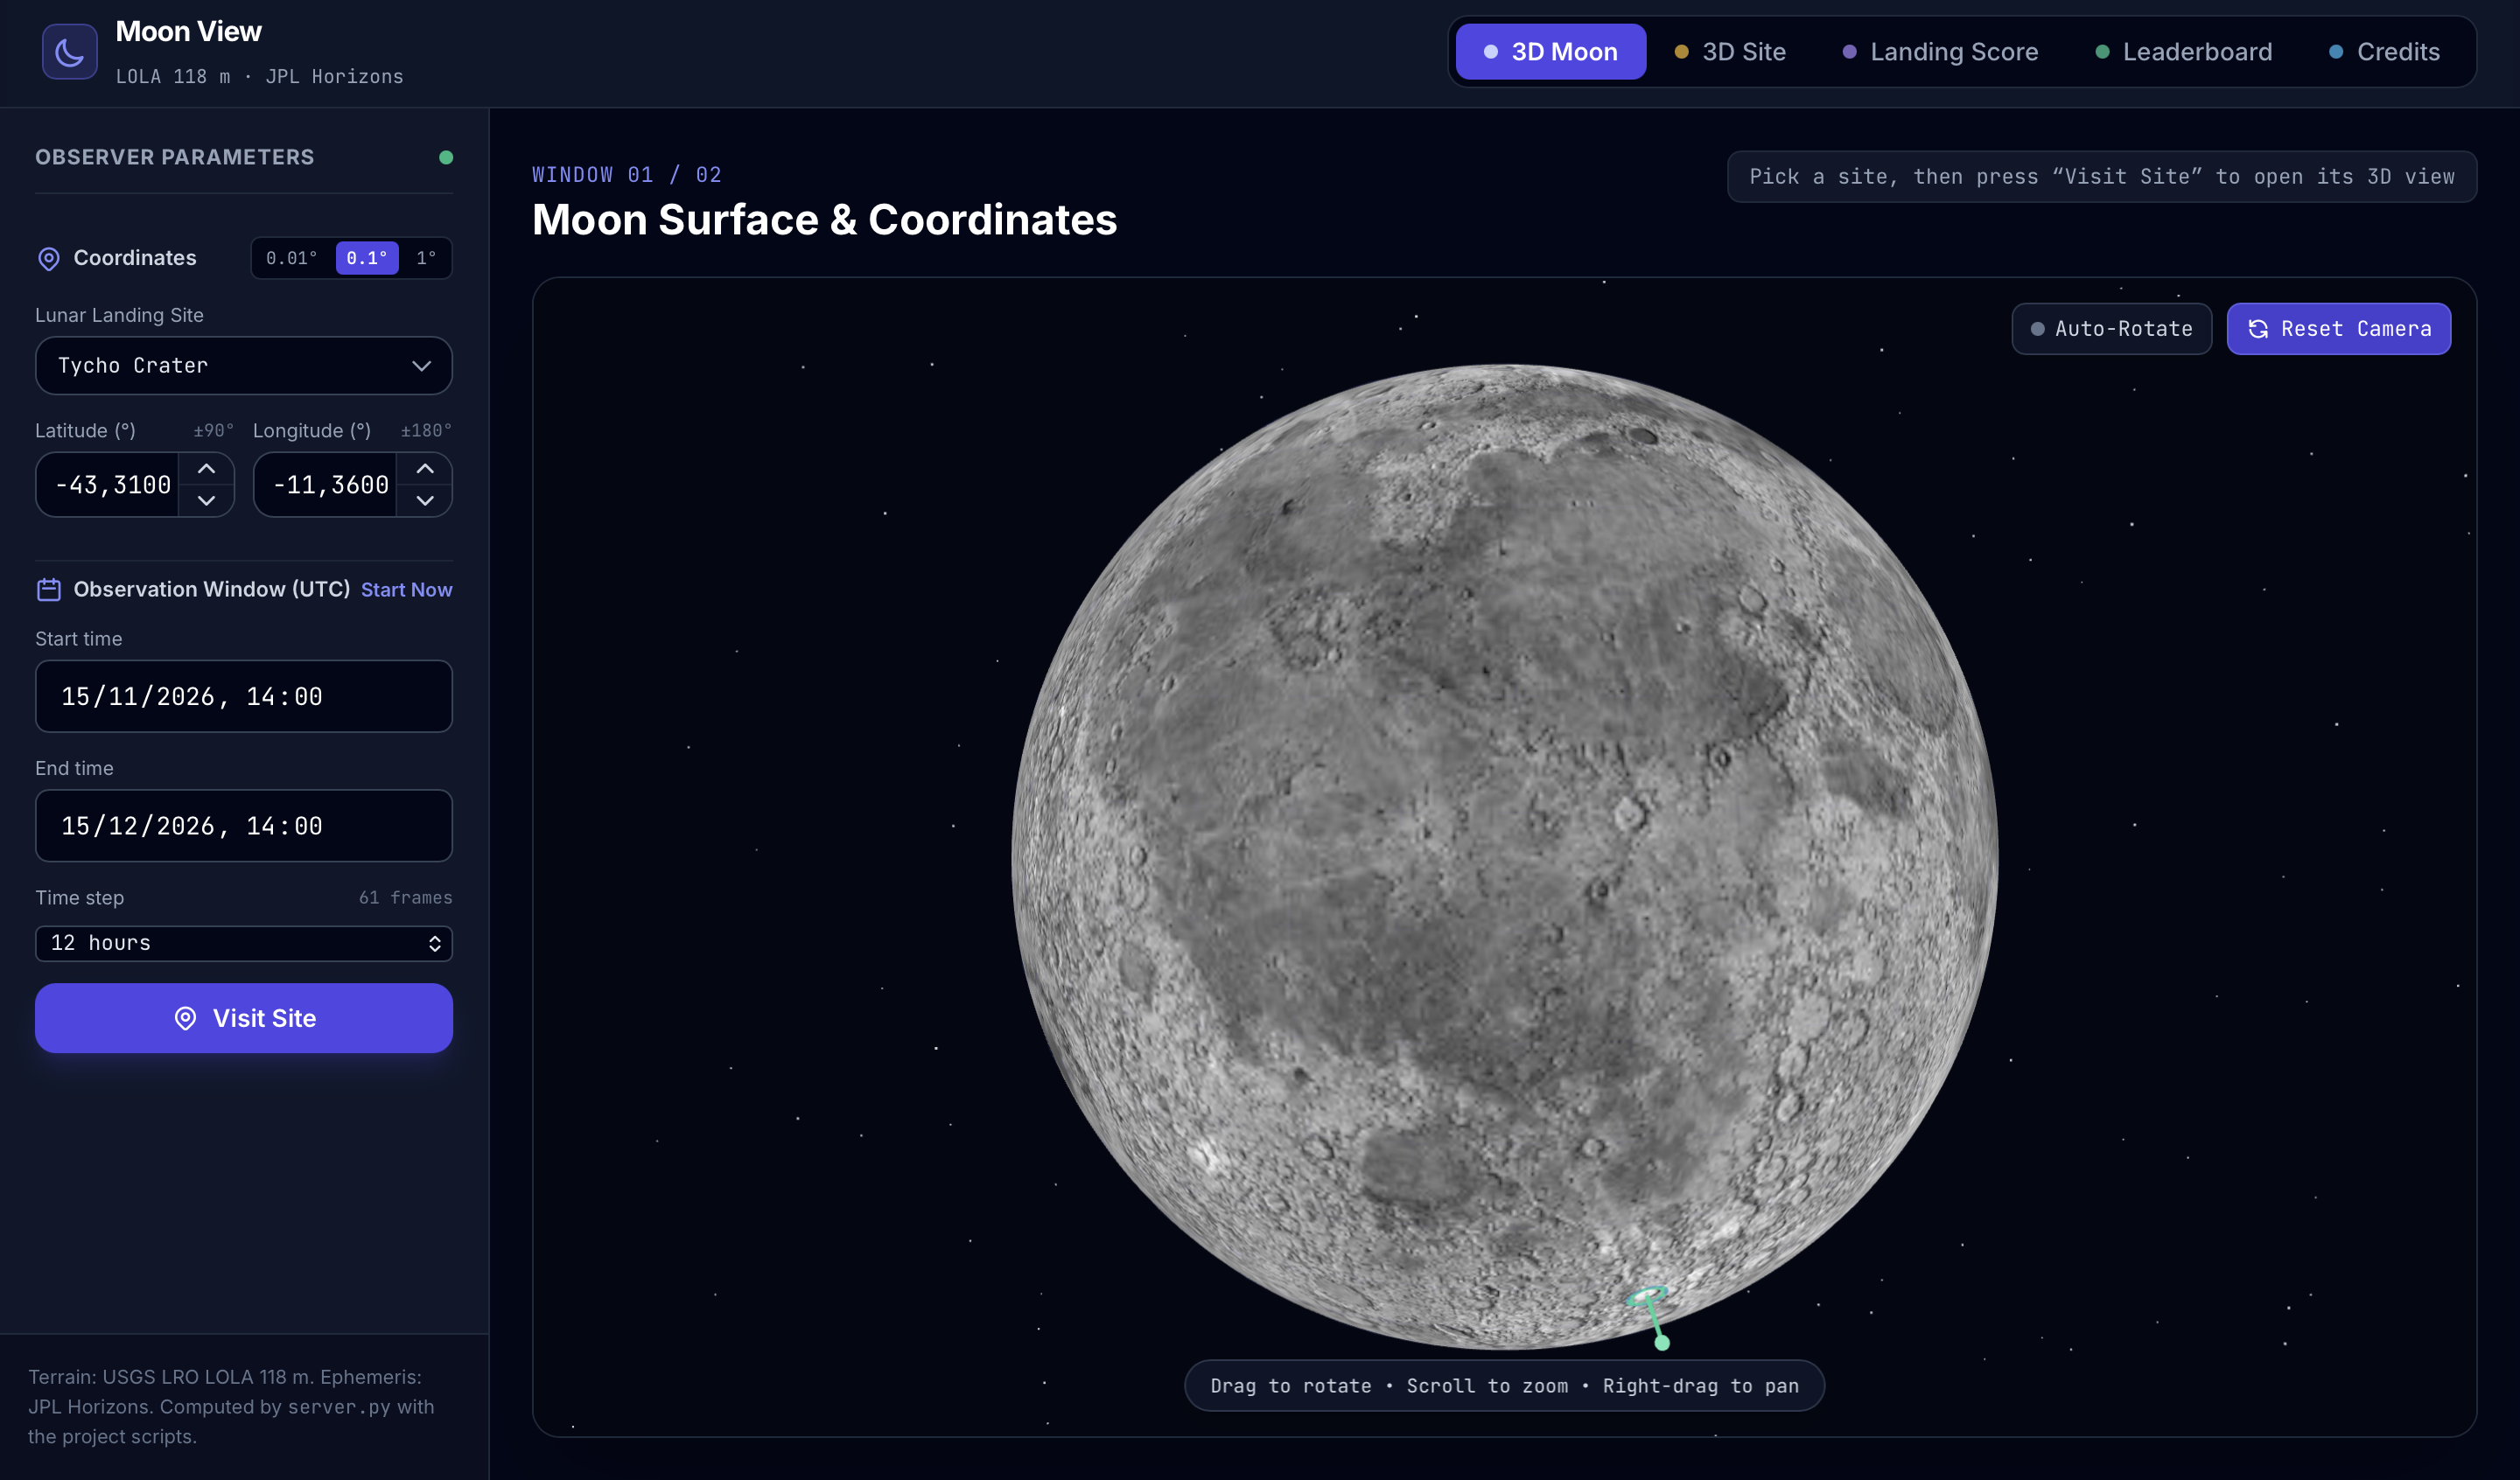 Moon View
LOLA 118 m · JPL Horizons
3D Moon
3D Site
Landing Score
Leaderboard
Credits
OBSERVER PARAMETERS
Coordinates
0.01°
0.1°
1°
Lunar Landing Site
Tycho Crater
Latitude (°) ±90°
Longitude (°) ±180°
-43,3100
-11,3600
Observation Window (UTC)
Start Now
Start time
15/11/2026, 14:00
End time
15/12/2026, 14:00
Time step
61 frames
12 hours
Visit Site
Terrain: USGS LRO LOLA 118 m. Ephemeris:
JPL Horizons. Computed by server.py with
the project scripts.
WINDOW 01 / 02
Moon Surface & Coordinates
Pick a site, then press “Visit Site” to open its 3D view
Auto-Rotate
Reset Camera
Drag to rotate • Scroll to zoom • Right-drag to pan